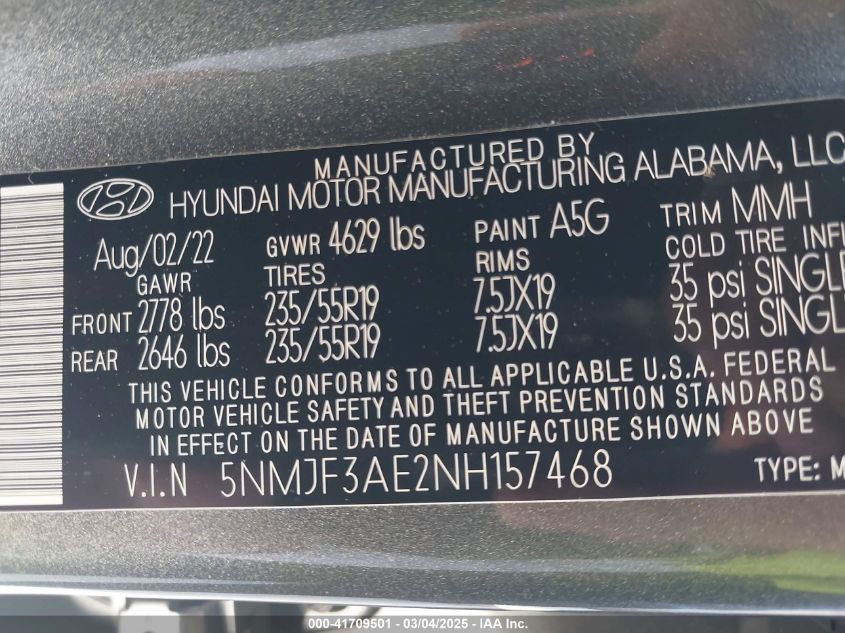 MANUFACTURED BY
HYUNDAI MOTOR MANUFACTURING ALABAMA, LLC
Aug/02/22 GVWR 4629 lbs PAINT A5G TRIM MMH
GAWR TIRES RIMS COLD TIRE INFL
FRONT 2778 lbs 235/55R19 7.5JX19 35 psi SINGLE
REAR 2646 lbs 235/55R19 7.5JX19 35 psi SINGL
THIS VEHICLE CONFORMS TO ALL APPLICABLE U.S.A. FEDERAL
MOTOR VEHICLE SAFETY AND THEFT PREVENTION STANDARDS
IN EFFECT ON THE DATE OF MANUFACTURE SHOWN ABOVE
V.I.N 5NMJF3AE2NH157468 TYPE: M
000-41709501 - 03/04/2025 - IAA Inc.